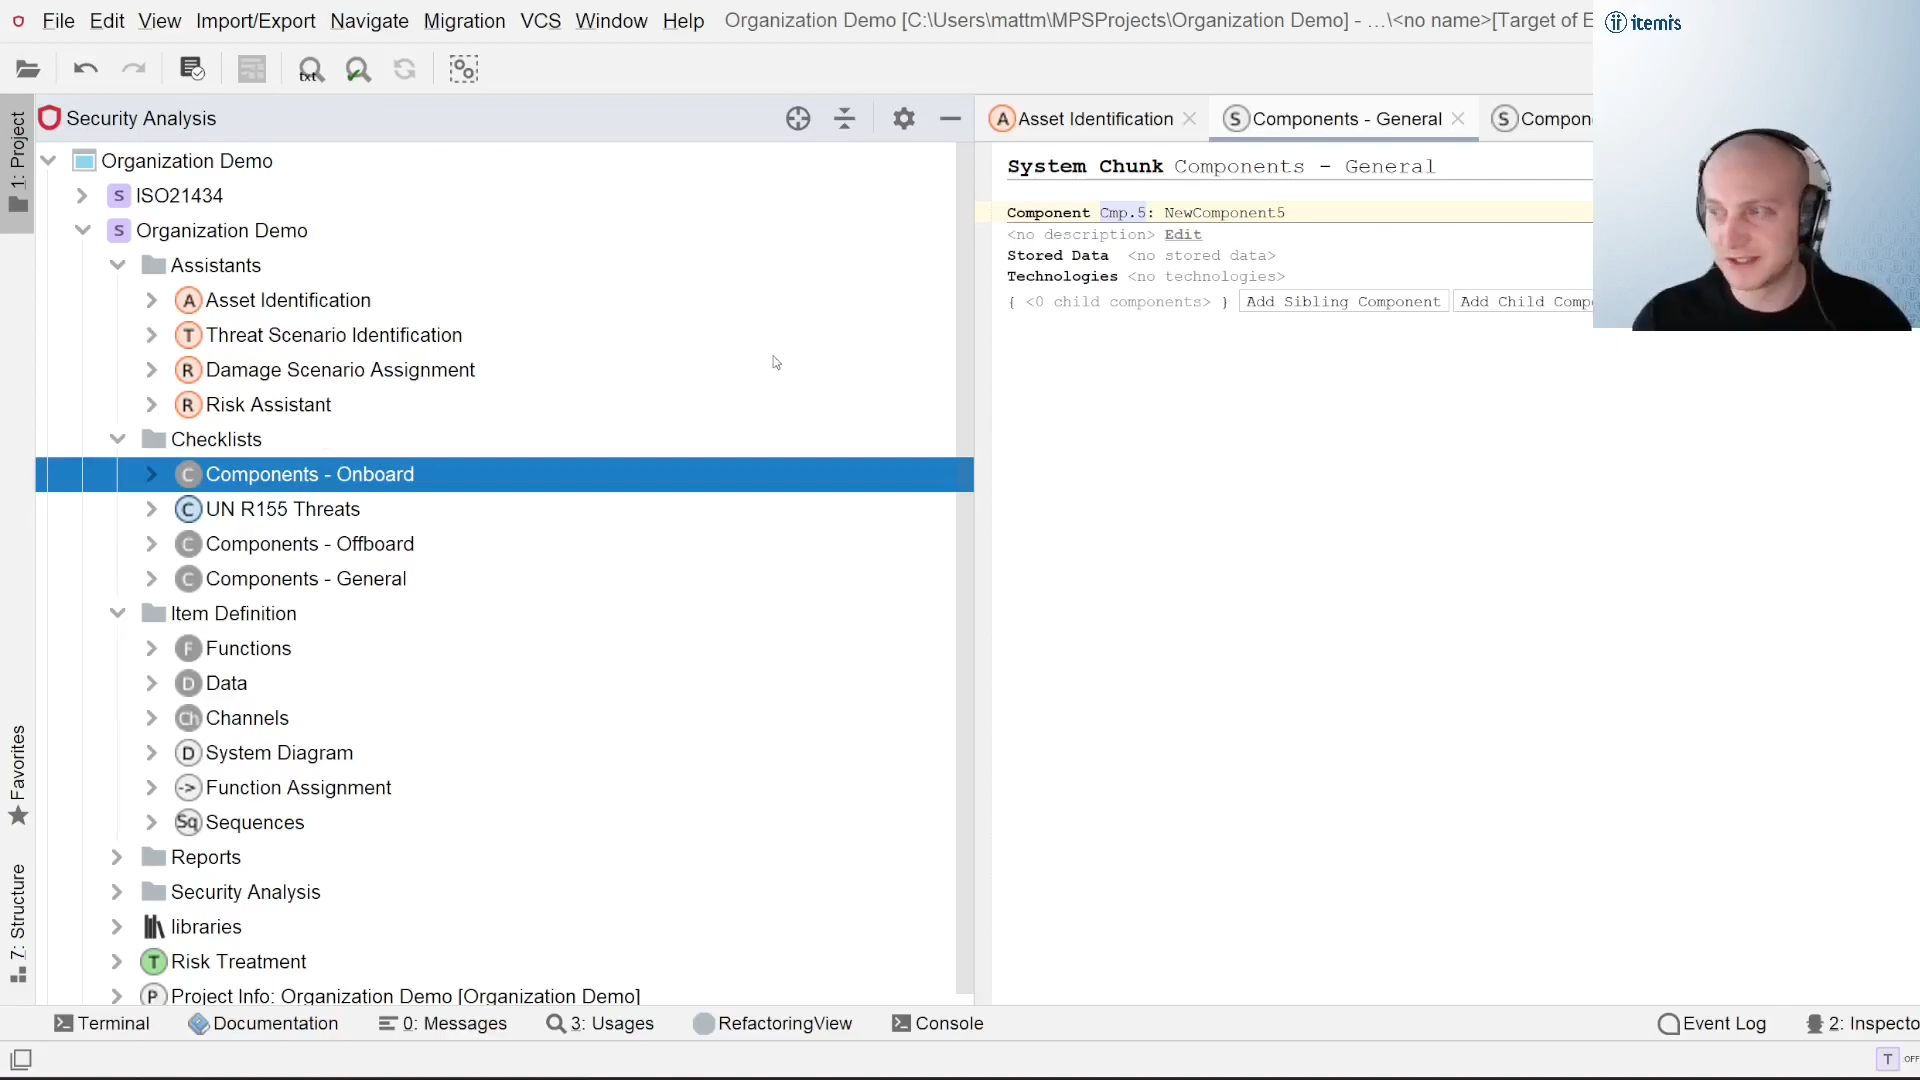 File Edit View Import/Export Navigate Migration VCS Window Help Organization Demo [C:\Users\mattm\MPSProjects\Organization Demo] - ...\<no name>[Target of E
itemis
txt
1: Project
Security Analysis
Asset Identification
Components - General
Compon
Organization Demo
ISO21434
Organization Demo
Assistants
Asset Identification
Threat Scenario Identification
Damage Scenario Assignment
Risk Assistant
Checklists
Components - Onboard
UN R155 Threats
Components - Offboard
Components - General
Item Definition
Functions
Data
Channels
System Diagram
Function Assignment
Sequences
Reports
Security Analysis
libraries
Risk Treatment
Project Info: Organization Demo [Organization Demo]
System Chunk Components - General
Component Cmp.5: NewComponent5
<no description> Edit
Stored Data <no stored data>
Technologies <no technologies>
{ <0 child components> } Add Sibling Component Add Child Comp
Favorites
7: Structure
Terminal Documentation 0: Messages 3: Usages RefactoringView Console Event Log 2: Inspecto
T OFF